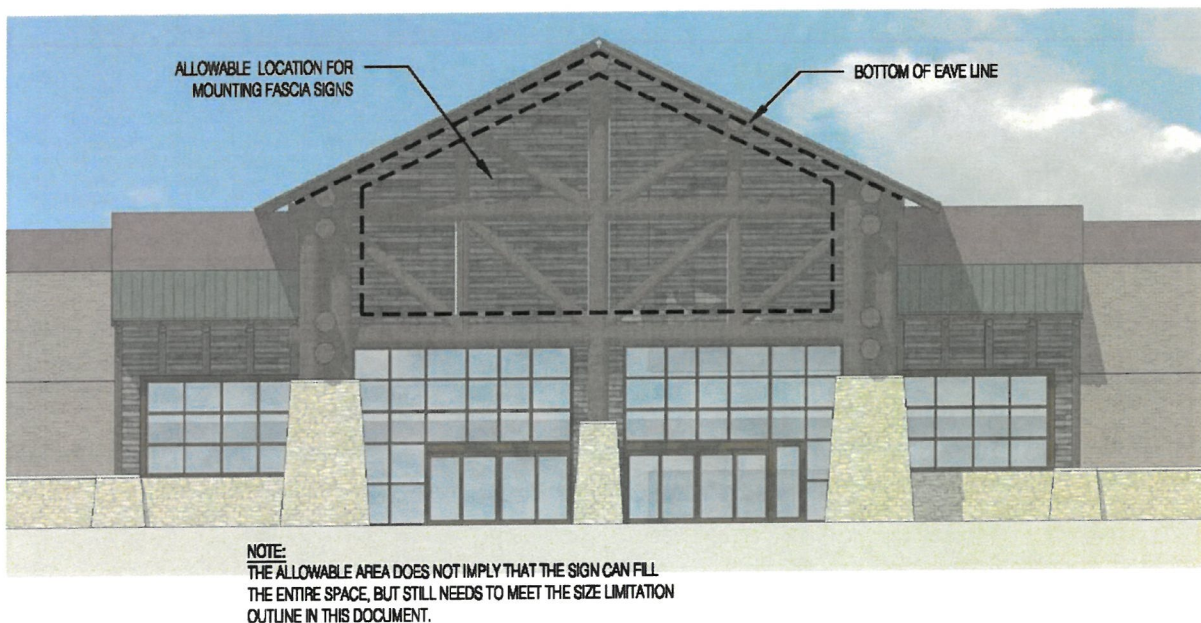 ALLOWABLE LOCATION FOR
MOUNTING FASCIA SIGNS
BOTTOM OF EAVE LINE
NOTE:
THE ALLOWABLE AREA DOES NOT IMPLY THAT THE SIGN CAN FILL
THE ENTIRE SPACE, BUT STILL NEEDS TO MEET THE SIZE LIMITATION
OUTLINE IN THIS DOCUMENT.